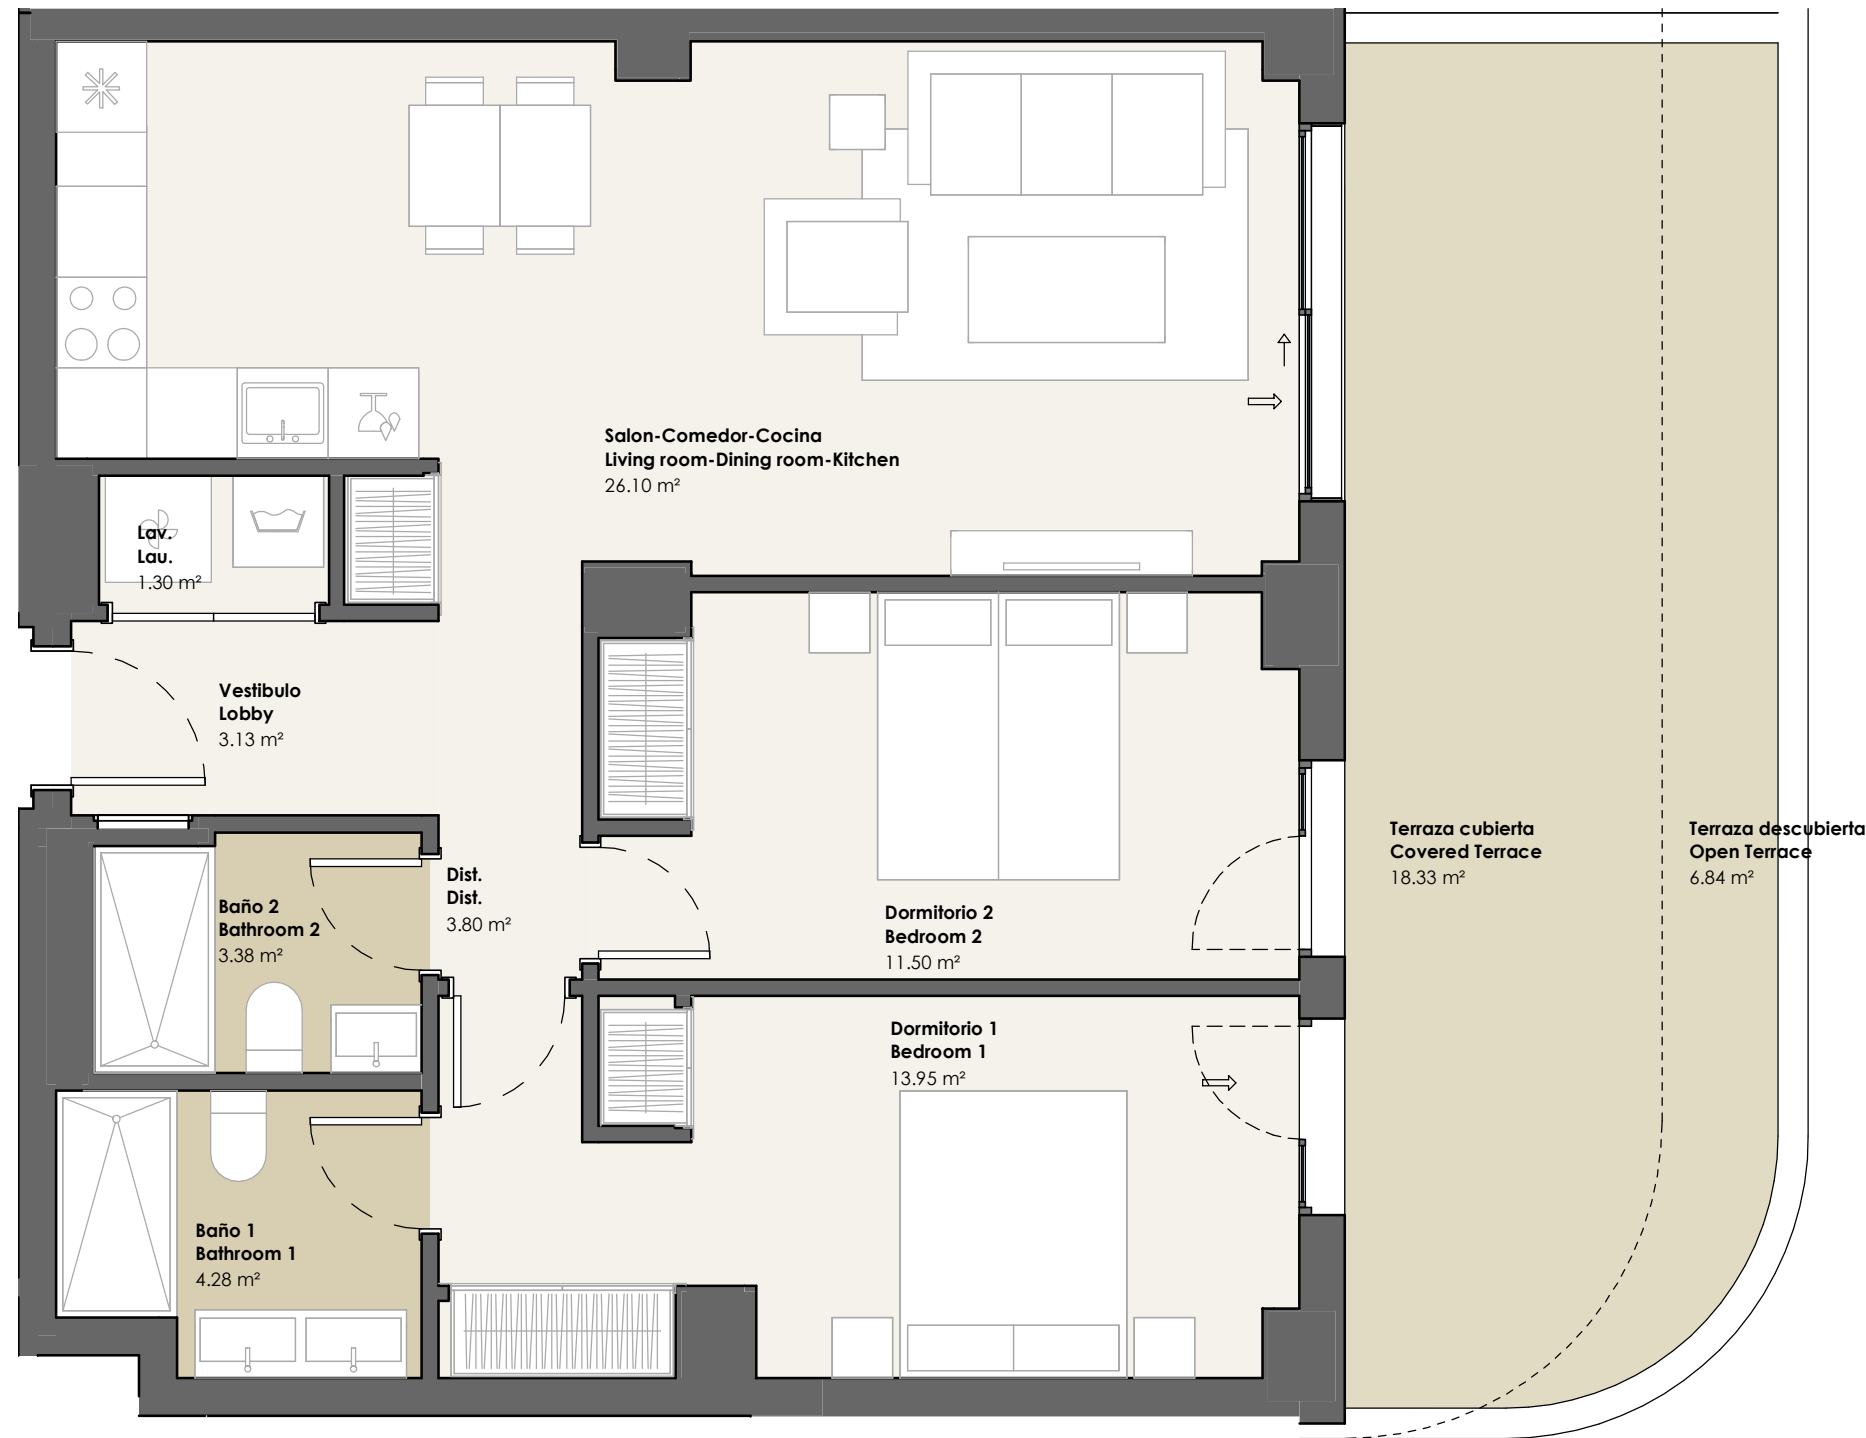 Salon-Comedor-Cocina
Living room-Dining room-Kitchen
26.10 m²
Lav.
Lau.
1.30 m²
Vestibulo
Lobby
3.13 m²
Terraza cubierta
Covered Terrace
18.33 m²
Terraza descubierta
Open Terrace
6.84 m²
Dist.
Dist.
3.80 m²
Baño 2
Bathroom 2
3.38 m²
Dormitorio 2
Bedroom 2
11.50 m²
Dormitorio 1
Bedroom 1
13.95 m²
Baño 1
Bathroom 1
4.28 m²